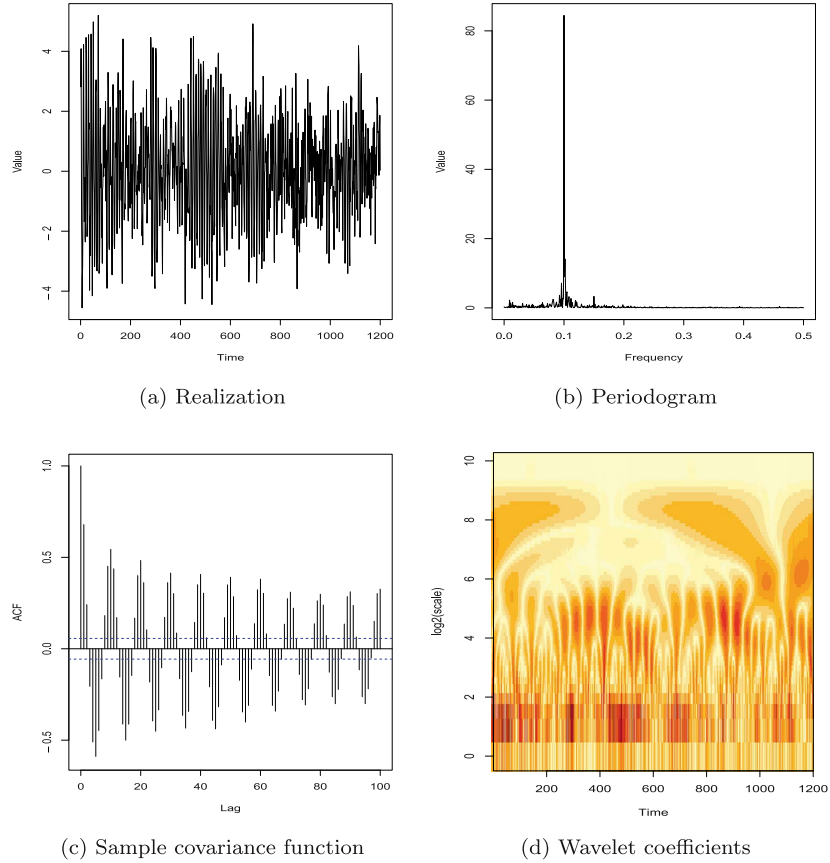 Value
4
2
0
−2
−4
0 200 400 600 800 1000 1200
Time
(a) Realization
Value
80
60
40
20
0
0.0 0.1 0.2 0.3 0.4 0.5
Frequency
(b) Periodogram
ACF
1.0
0.5
0.0
−0.5
0 20 40 60 80 100
Lag
(c) Sample covariance function
log2(scale)
10
8
6
4
2
0
200 400 600 800 1000 1200
Time
(d) Wavelet coefficients